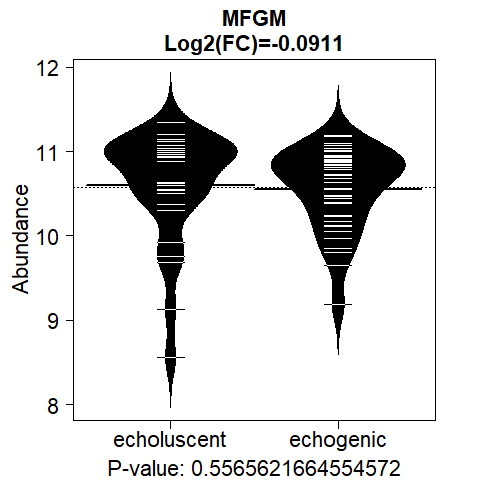 MFGM
Log2(FC)=-0.0911
12
11
10
9
8
Abundance
echoluscent echogenic
P-value: 0.5565621664554572